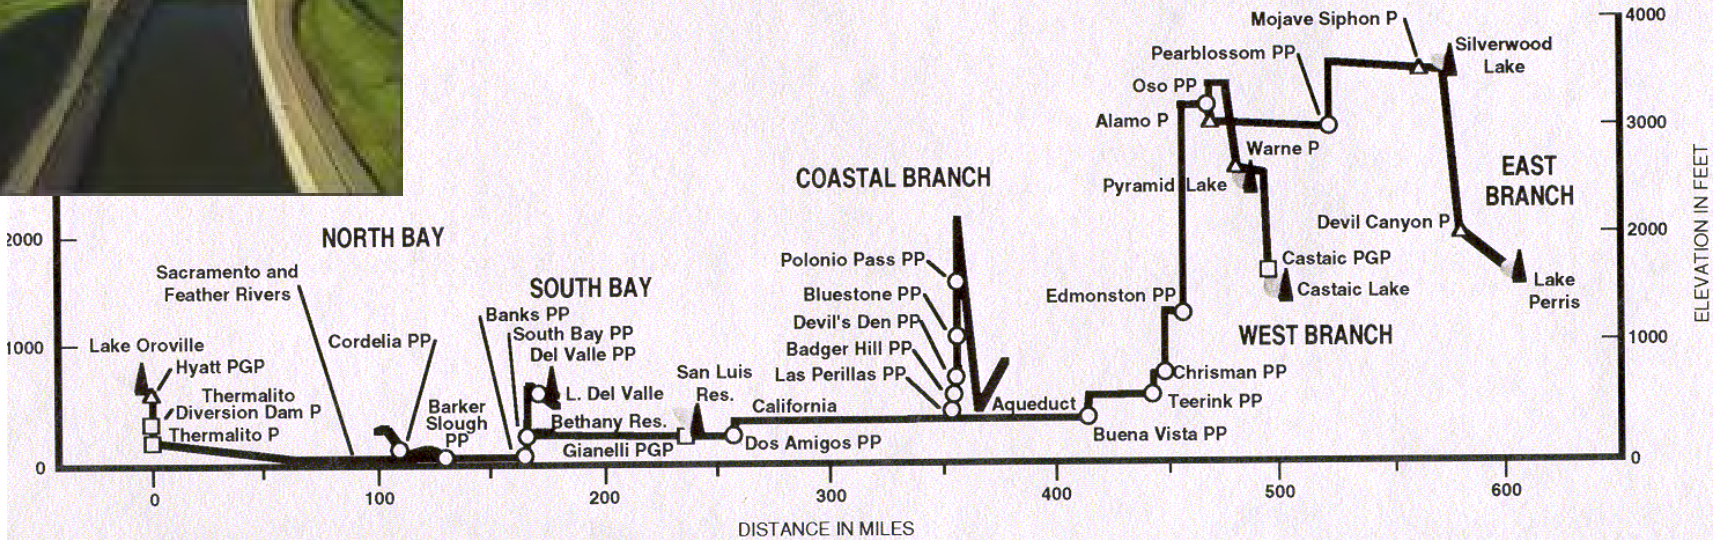 Mojave Siphon P
4000
Silverwood
Lake
Pearblossom PP
Oso PP
Alamo P
3000
Warne P
Pyramid Lake
COASTAL BRANCH
EAST
BRANCH
ELEVATION IN FEET
Devil Canyon P
2000
2000
NORTH BAY
Castaic PGP
Castaic Lake
Lake
Perris
Polonio Pass PP
Sacramento and
Feather Rivers
SOUTH BAY
Bluestone PP
Edmonston PP
Banks PP
South Bay PP
Devil's Den PP
WEST BRANCH
1000
1000
Lake Oroville
Cordelia PP
Del Valle PP
Badger Hill PP
Hyatt PGP
San Luis
Res.
Las Perillas PP
Chrisman PP
Thermalito
Diversion Dam P
L. Del Valle
California
Aqueduct
Teerink PP
Barker
Slough
PP
Bethany Res.
Thermalito P
Gianelli PGP
Dos Amigos PP
Buena Vista PP
0
0
0
100
200
300
400
500
600
DISTANCE IN MILES